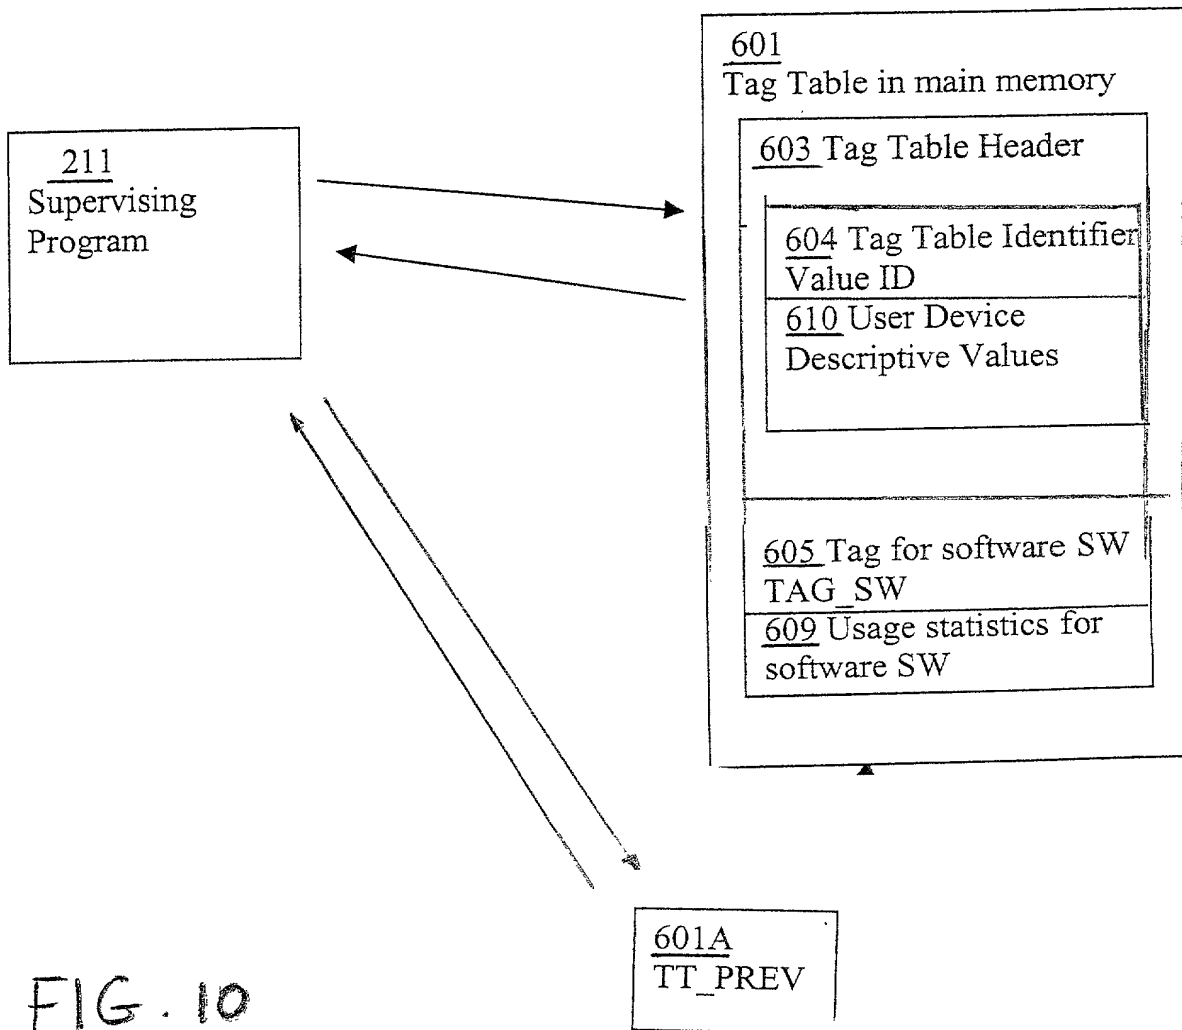 211
Supervising
Program
601
Tag Table in main memory
603 Tag Table Header
604 Tag Table Identifier
Value ID
610 User Device
Descriptive Values
605 Tag for software SW
TAG_SW
609 Usage statistics for
software SW
601A
TT_PREV
FIG. 10